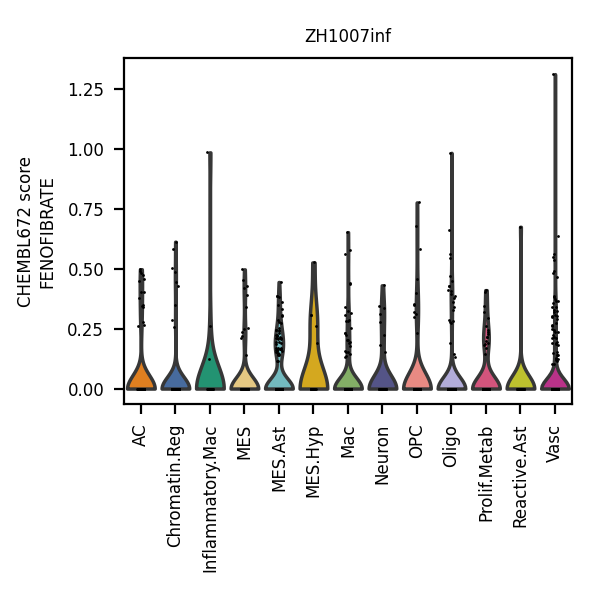 ZH1007inf
CHEMBL672 score
FENOFIBRATE
1.25
1.00
0.75
0.50
0.25
0.00
AC
Chromatin.Reg
Inflammatory.Mac
MES
MES.Ast
MES.Hyp
Mac
Neuron
OPC
Oligo
Prolif.Metab
Reactive.Ast
Vasc